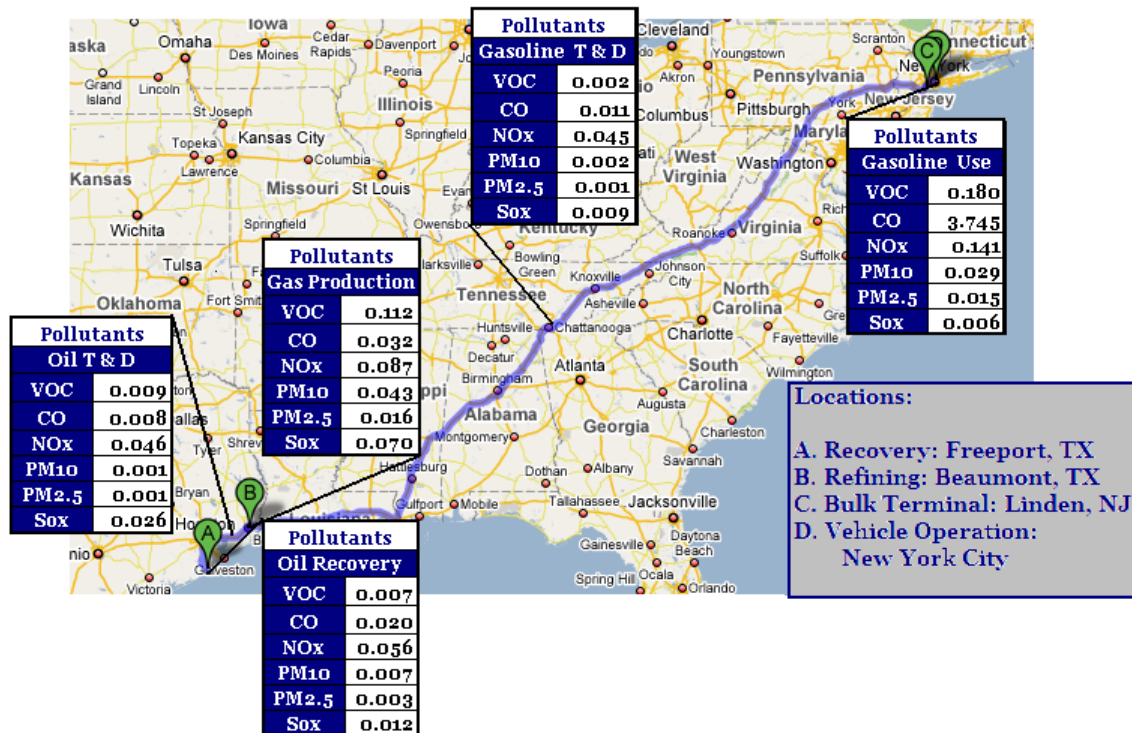 Pollutants
Gasoline T & D
VOC 0.002
CO 0.011
NOx 0.045
PM10 0.002
PM2.5 0.001
Sox 0.009
Pollutants
Gasoline Use
VOC 0.180
CO 3.745
NOx 0.141
PM10 0.029
PM2.5 0.015
Sox 0.006
Pollutants
Gas Production
VOC 0.112
CO 0.032
NOx 0.087
PM10 0.043
PM2.5 0.016
Sox 0.070
Pollutants
Oil T & D
VOC 0.009
CO 0.008
NOx 0.046
PM10 0.001
PM2.5 0.001
Sox 0.026
Pollutants
Oil Recovery
VOC 0.007
CO 0.020
NOx 0.056
PM10 0.007
PM2.5 0.003
Sox 0.012
Locations:
A. Recovery: Freeport, TX
B. Refining: Beaumont, TX
C. Bulk Terminal: Linden, NJ
D. Vehicle Operation:
New York City
A
B
C
Iowa
Omaha
Des Moines
Cedar
Rapids
Davenport
Grand
Island
Lincoln
Peoria
Illinois
Springfield
St Joseph
Kansas City
Topeka
Lawrence
Columbia
Kansas
Missouri
St Louis
Wichita
Springfield
Tulsa
Oklahoma
Fort Smith
Owensboro
Kentucky
Bowling
Green
Clarksville
Tennessee
Knoxville
Johnson
City
Asheville
Huntsville
Chattanooga
Decatur
Birmingham
Atlanta
Alabama
Georgia
Montgomery
Hattiesburg
Gulfport
Mobile
Dothan
Albany
Tallahassee
Jacksonville
Gainesville
Daytona
Beach
Ocala
Spring Hill
Orlando
Savannah
Charleston
Augusta
South
Carolina
Charlotte
North
Carolina
Fayetteville
Wilmington
Roanoke
Virginia
Suffolk
West
Virginia
Washington
Pittsburgh
Pennsylvania
Youngstown
Cleveland
Akron
Columbus
Scranton
York
New Jersey
New York
Connecticut
Tyler
Bryan
Galveston
Victoria
Louisiana